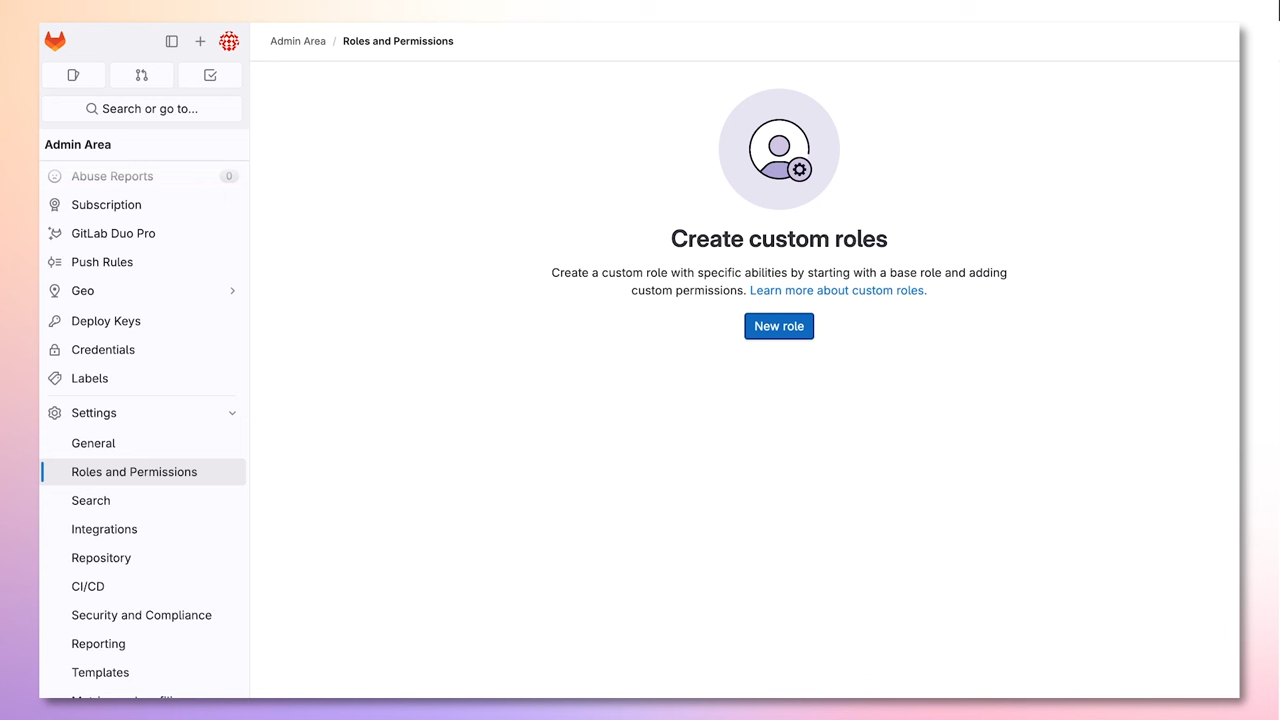 Admin Area / Roles and Permissions
Search or go to...
Admin Area
Abuse Reports 0
Subscription
GitLab Duo Pro
Push Rules
Geo
Deploy Keys
Credentials
Labels
Settings
General
Roles and Permissions
Search
Integrations
Repository
CI/CD
Security and Compliance
Reporting
Templates
Create custom roles
Create a custom role with specific abilities by starting with a base role and adding
custom permissions. Learn more about custom roles.
New role